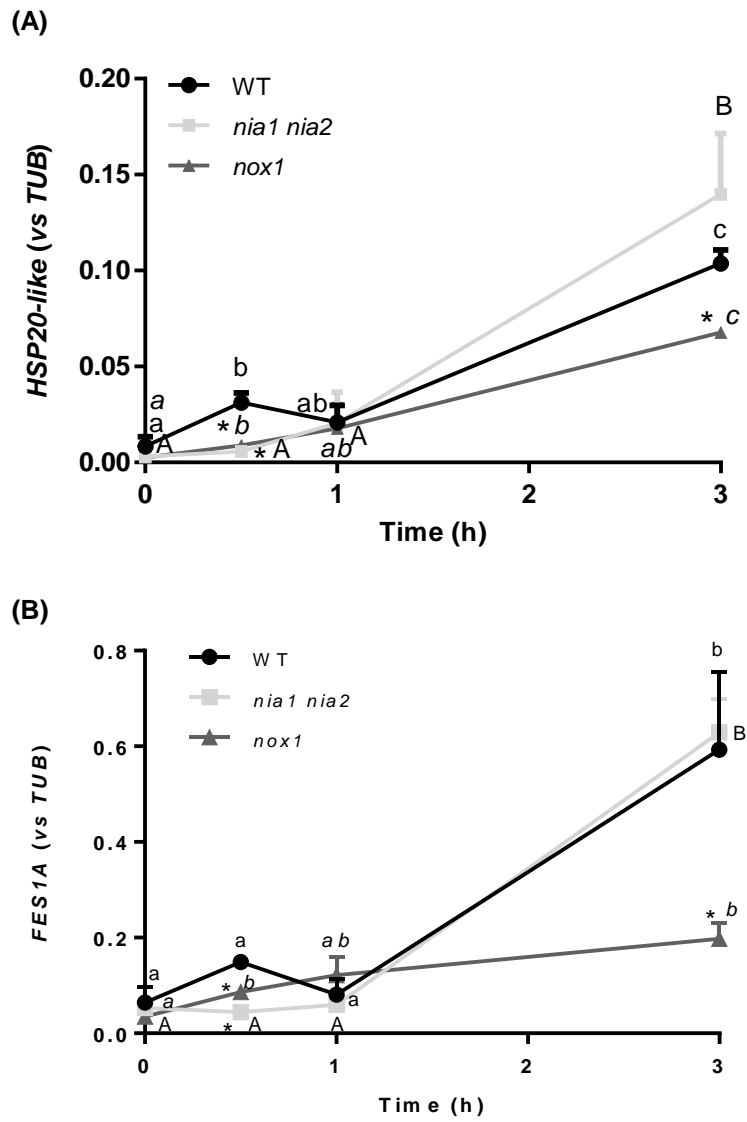 (A)
HSP20-like (vs TUB)
0.20
0.15
0.10
0.05
0.00
WT
nia1 nia2
nox1
B
c
* c
a
a
A
b
* b
* A
ab
A
ab
0
1
2
3
Time (h)
(B)
FES1A (vs TUB)
0.8
0.6
0.4
0.2
0.0
WT
nia1 nia2
nox1
b
B
* b
a
a
A
a
* b
* A
ab
a
A
0
1
2
3
Time (h)